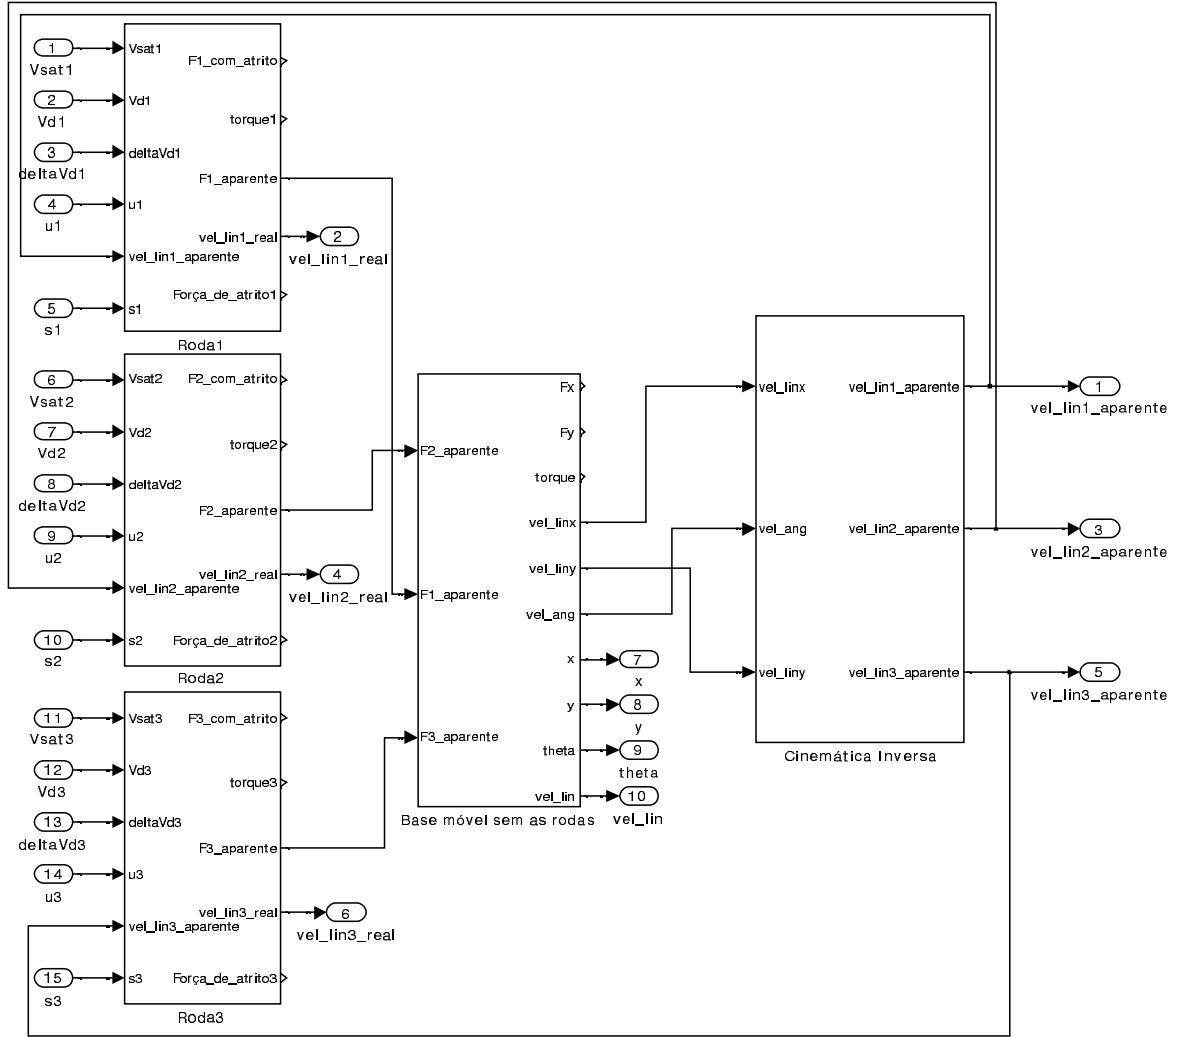 1
Vsat1
2
Vd1
3
deltaVd1
4
u1
5
s1
Vsat1
Vd1
deltaVd1
u1
vel_lin1_aparente
s1
F1_com_atrito
torque1
F1_aparente
vel_lin1_real
Força_de_atrito1
Roda1
2
vel_lin1_real
6
Vsat2
7
Vd2
8
deltaVd2
9
u2
10
s2
Vsat2
Vd2
deltaVd2
u2
vel_lin2_aparente
s2
F2_com_atrito
torque2
F2_aparente
vel_lin2_real
Força_de_atrito2
Roda2
4
vel_lin2_real
11
Vsat3
12
Vd3
13
deltaVd3
14
u3
15
s3
Vsat3
Vd3
deltaVd3
u3
vel_lin3_aparente
s3
F3_com_atrito
torque3
F3_aparente
vel_lin3_real
Força_de_atrito3
Roda3
6
vel_lin3_real
F2_aparente
F1_aparente
F3_aparente
Fx
Fy
torque
vel_linx
vel_liny
vel_ang
x
y
theta
vel_lin
Base móvel sem as rodas
7
x
8
y
9
theta
10
vel_lin
vel_linx
vel_ang
vel_liny
vel_lin1_aparente
vel_lin2_aparente
vel_lin3_aparente
Cinemática Inversa
1
vel_lin1_aparente
3
vel_lin2_aparente
5
vel_lin3_aparente